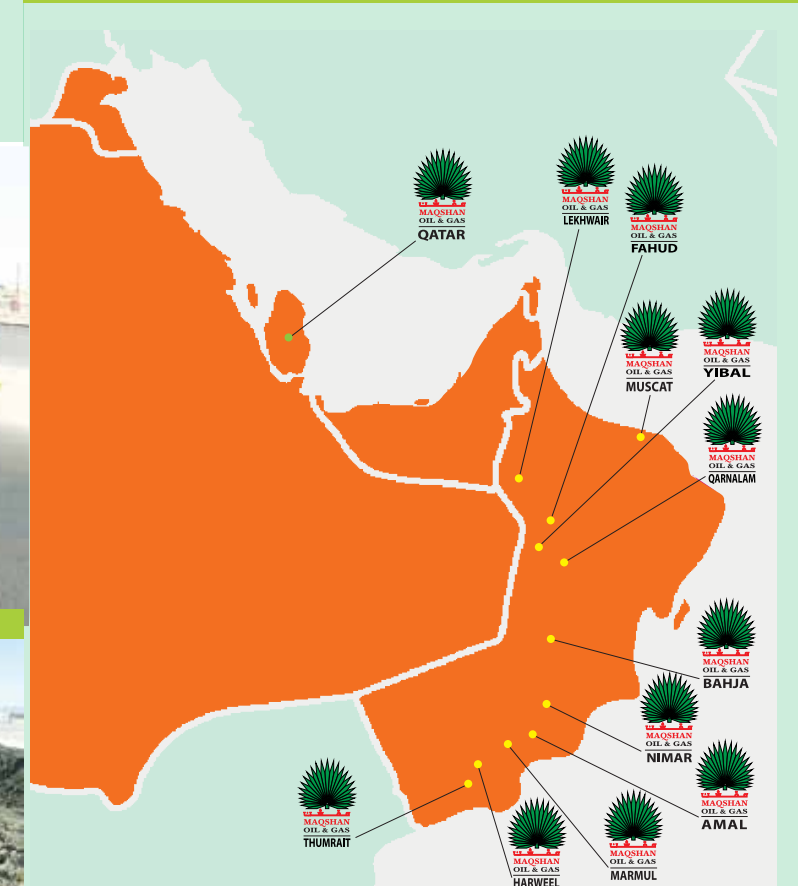 MAQSHAN
OIL & GAS
QATAR
MAQSHAN
OIL & GAS
LEKHWAIR
MAQSHAN
OIL & GAS
FAHUD
MAQSHAN
OIL & GAS
MUSCAT
MAQSHAN
OIL & GAS
YIBAL
MAQSHAN
OIL & GAS
QARNALAM
MAQSHAN
OIL & GAS
BAHJA
MAQSHAN
OIL & GAS
NIMAR
MAQSHAN
OIL & GAS
AMAL
MAQSHAN
OIL & GAS
THUMRAIT
MAQSHAN
OIL & GAS
HARWEEL
MAQSHAN
OIL & GAS
MARMUL